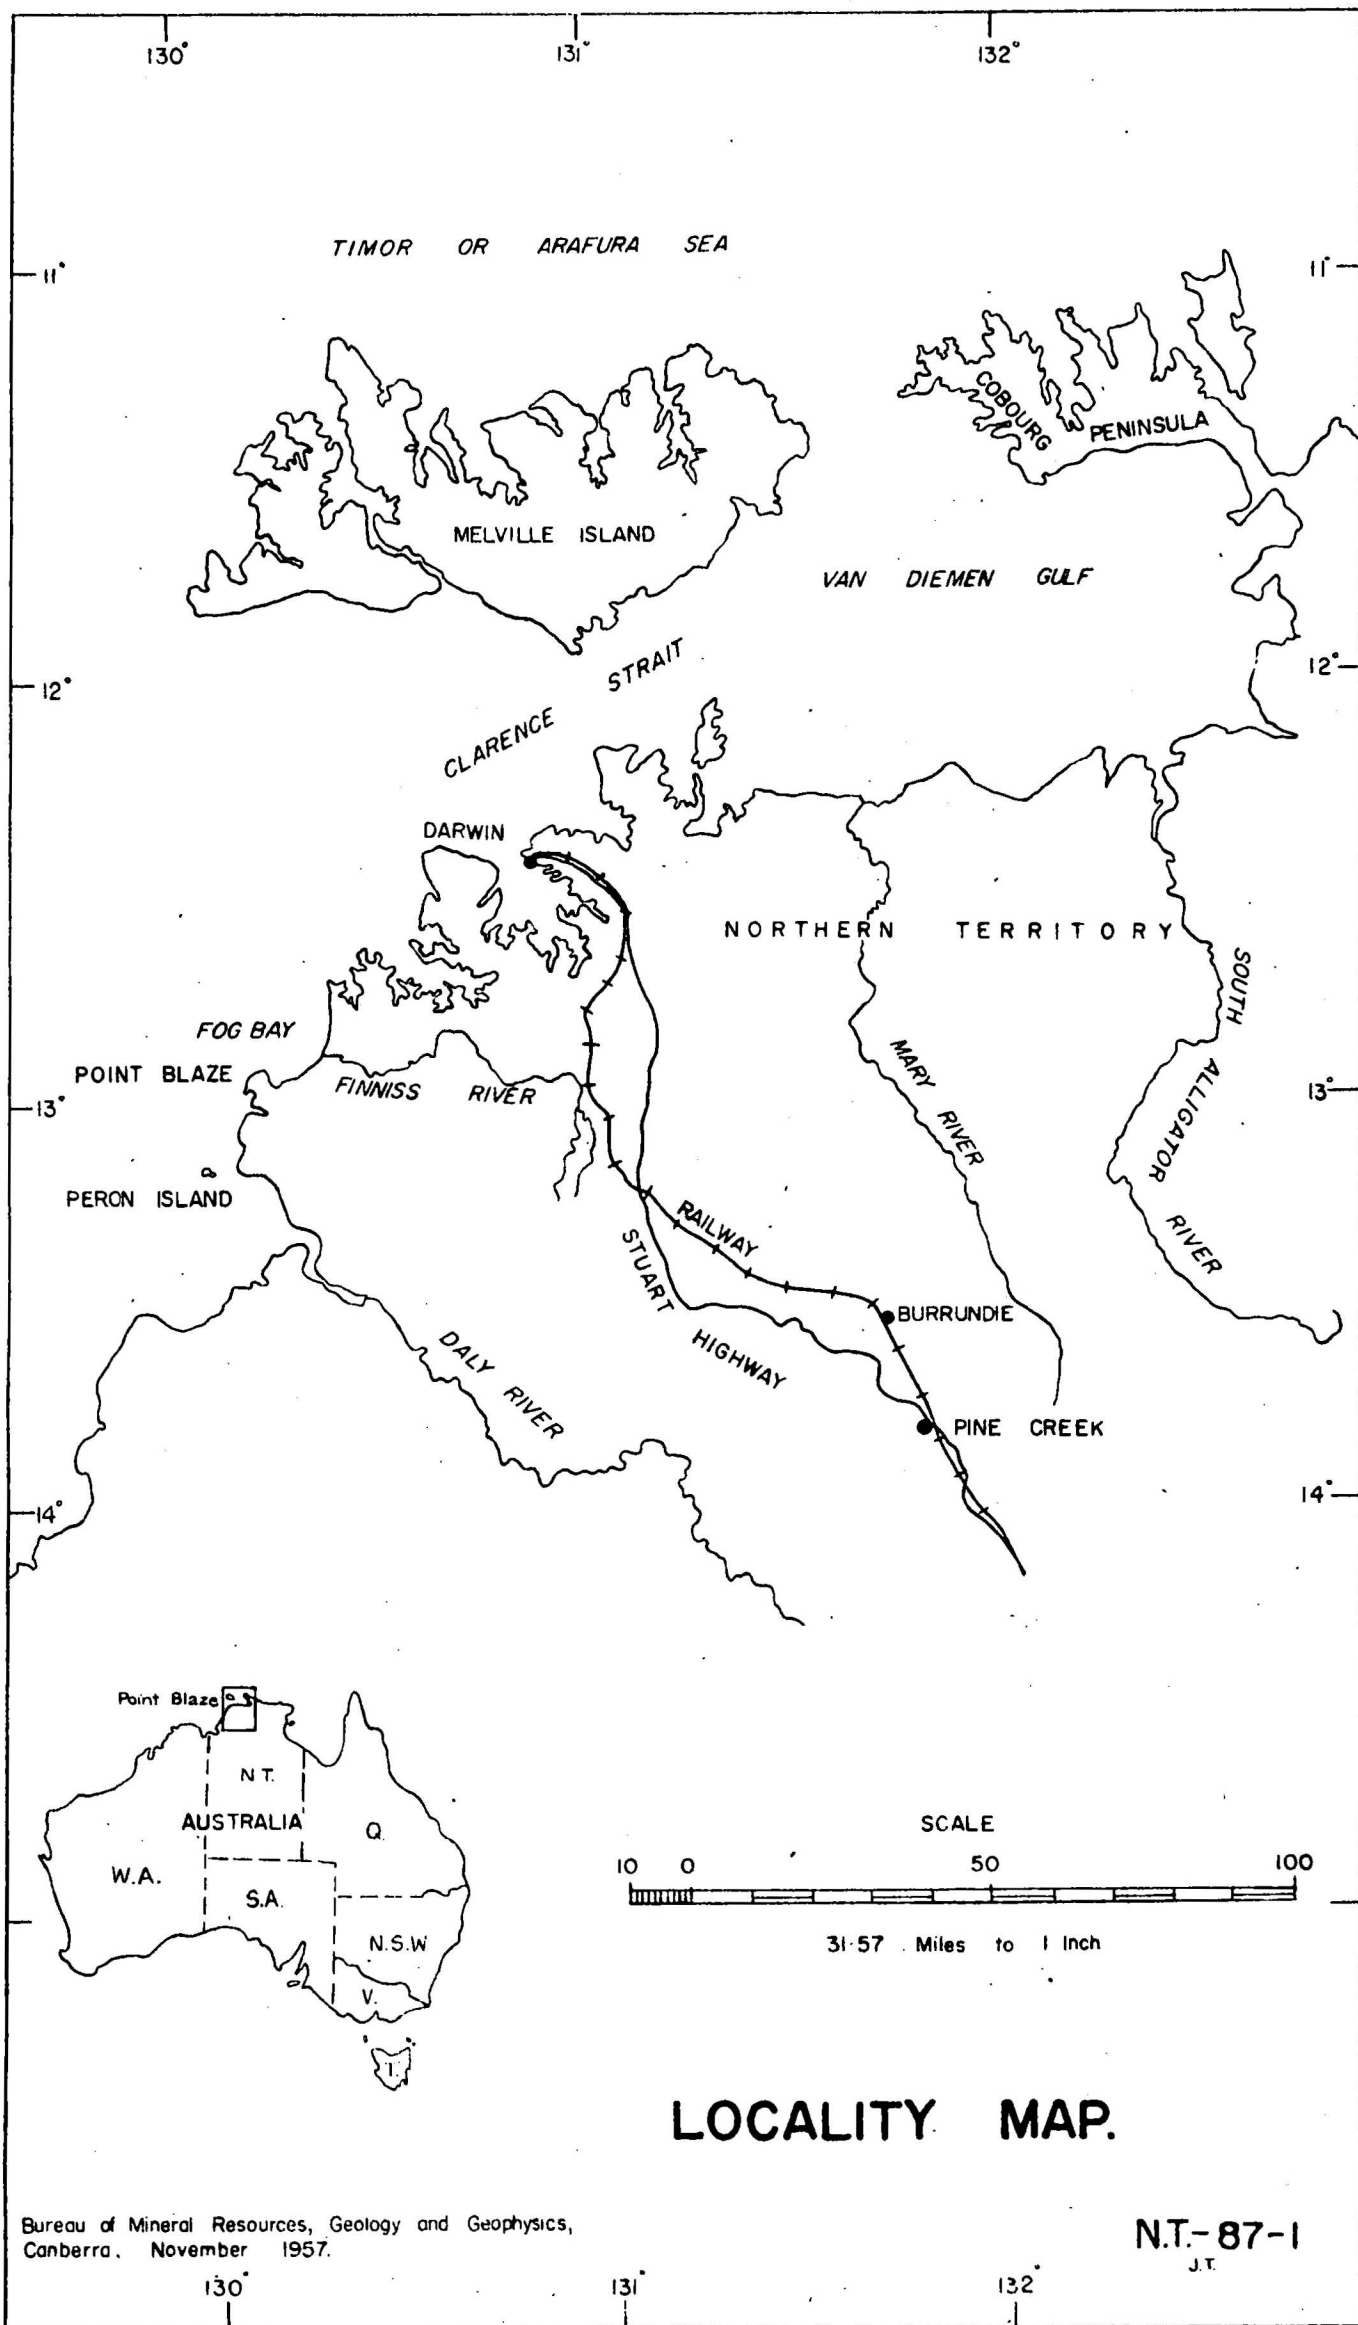 130° 131° 132°
TIMOR OR ARAFURA SEA
11° 11°
COBOURG
PENINSULA
MELVILLE ISLAND
VAN DIEMEN GULF
12° 12°
CLARENCE STRAIT
DARWIN
NORTHERN TERRITORY
FOG BAY
POINT BLAZE
FINNISS RIVER
MARY RIVER
SOUTH ALLIGATOR RIVER
13° 13°
PERON ISLAND
RAILWAY
STUART HIGHWAY
BURRUNDIE
DALY RIVER
PINE CREEK
14° 14°
Point Blaze
N.T.
AUSTRALIA
Q.
W.A.
S.A.
N.S.W
V.
T.
SCALE
10 0 50 100
31·57 Miles to 1 Inch
LOCALITY MAP.
Bureau of Mineral Resources, Geology and Geophysics,
Canberra. November 1957.
N.T.-87-1
J.T.
130° 131° 132°